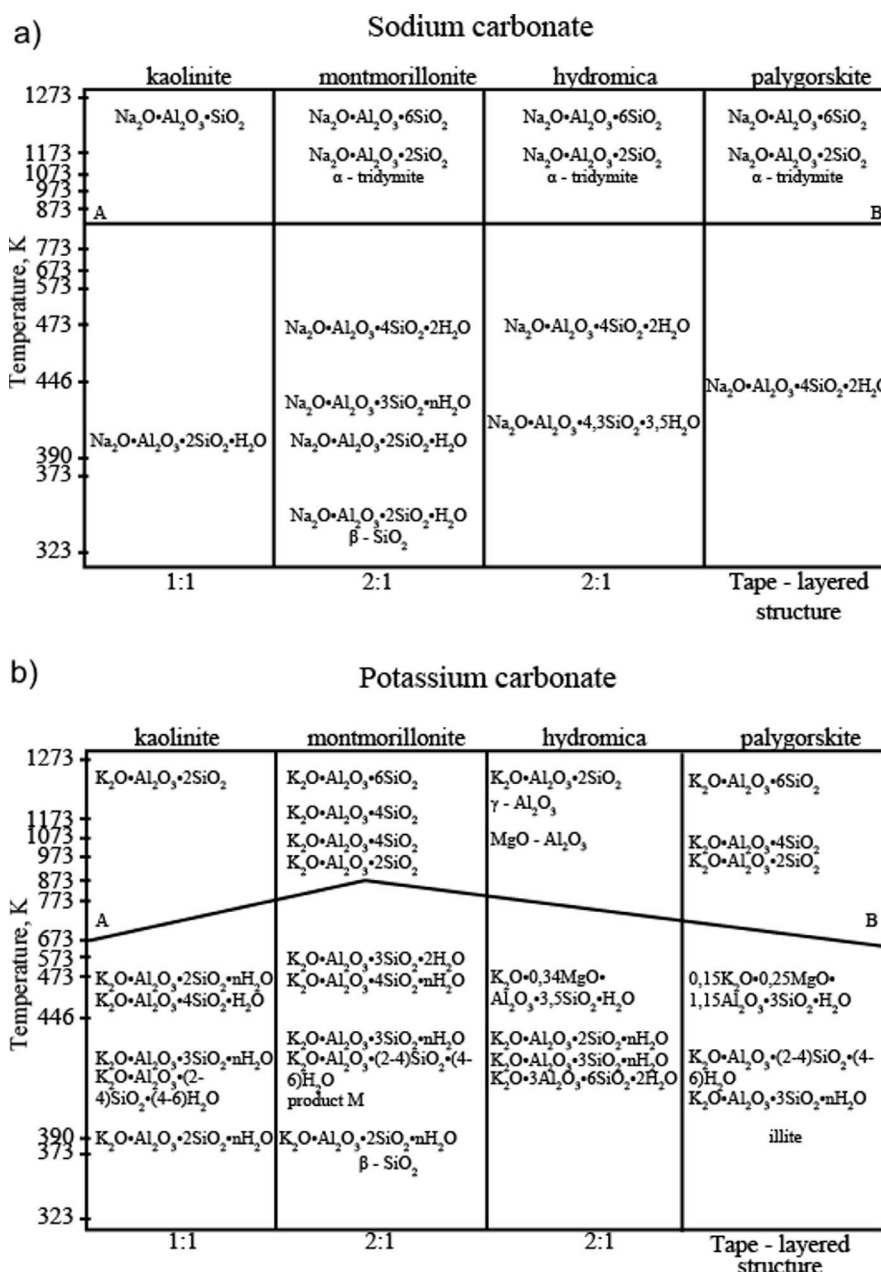 a)
Sodium carbonate
kaolinite montmorillonite hydromica palygorskite
Temperature, K
1273
1173
1073
973
873
773
673
573
473
446
390
373
323
Na₂O•Al₂O₃•SiO₂
A
Na₂O•Al₂O₃•2SiO₂•H₂O
1:1
Na₂O•Al₂O₃•6SiO₂
Na₂O•Al₂O₃•2SiO₂
α - tridymite
Na₂O•Al₂O₃•4SiO₂•2H₂O
Na₂O•Al₂O₃•3SiO₂•nH₂O
Na₂O•Al₂O₃•2SiO₂•H₂O
Na₂O•Al₂O₃•2SiO₂•H₂O
β - SiO₂
2:1
Na₂O•Al₂O₃•6SiO₂
Na₂O•Al₂O₃•2SiO₂
α - tridymite
Na₂O•Al₂O₃•4SiO₂•2H₂O
Na₂O•Al₂O₃•4,3SiO₂•3,5H₂O
2:1
Na₂O•Al₂O₃•6SiO₂
Na₂O•Al₂O₃•2SiO₂
α - tridymite
B
Na₂O•Al₂O₃•4SiO₂•2H₂O
Tape - layered
structure
b)
Potassium carbonate
kaolinite montmorillonite hydromica palygorskite
Temperature, K
1273
1173
1073
973
873
773
673
573
473
446
390
373
323
K₂O•Al₂O₃•2SiO₂
A
K₂O•Al₂O₃•2SiO₂•nH₂O
K₂O•Al₂O₃•4SiO₂•H₂O
K₂O•Al₂O₃•3SiO₂•nH₂O
K₂O•Al₂O₃•(2-
4)SiO₂•(4-6)H₂O
K₂O•Al₂O₃•2SiO₂•nH₂O
1:1
K₂O•Al₂O₃•6SiO₂
K₂O•Al₂O₃•4SiO₂
K₂O•Al₂O₃•4SiO₂
K₂O•Al₂O₃•2SiO₂
K₂O•Al₂O₃•3SiO₂•2H₂O
K₂O•Al₂O₃•4SiO₂•nH₂O
K₂O•Al₂O₃•3SiO₂•nH₂O
K₂O•Al₂O₃•(2-4)SiO₂•(4-
6)H₂O
product M
K₂O•Al₂O₃•2SiO₂•nH₂O
β - SiO₂
2:1
K₂O•Al₂O₃•2SiO₂
γ - Al₂O₃
MgO - Al₂O₃
K₂O•0,34MgO•
Al₂O₃•3,5SiO₂•H₂O
K₂O•Al₂O₃•2SiO₂•nH₂O
K₂O•Al₂O₃•3SiO₂•nH₂O
K₂O•3Al₂O₃•6SiO₂•2H₂O
2:1
K₂O•Al₂O₃•6SiO₂
K₂O•Al₂O₃•4SiO₂
K₂O•Al₂O₃•2SiO₂
B
0,15K₂O•0,25MgO•
1,15Al₂O₃•3SiO₂•H₂O
K₂O•Al₂O₃•(2-4)SiO₂•(4-
6)H₂O
K₂O•Al₂O₃•3SiO₂•nH₂O
illite
Tape - layered
structure